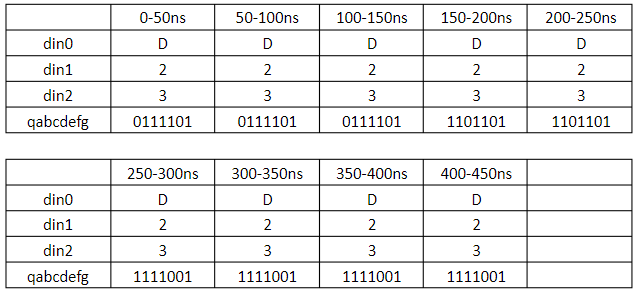 0-50ns 50-100ns 100-150ns 150-200ns 200-250ns
din0 D D D D D
din1 2 2 2 2 2
din2 3 3 3 3 3
qabcdefg 0111101 0111101 0111101 1101101 1101101
250-300ns 300-350ns 350-400ns 400-450ns
din0 D D D D
din1 2 2 2 2
din2 3 3 3 3
qabcdefg 1111001 1111001 1111001 1111001